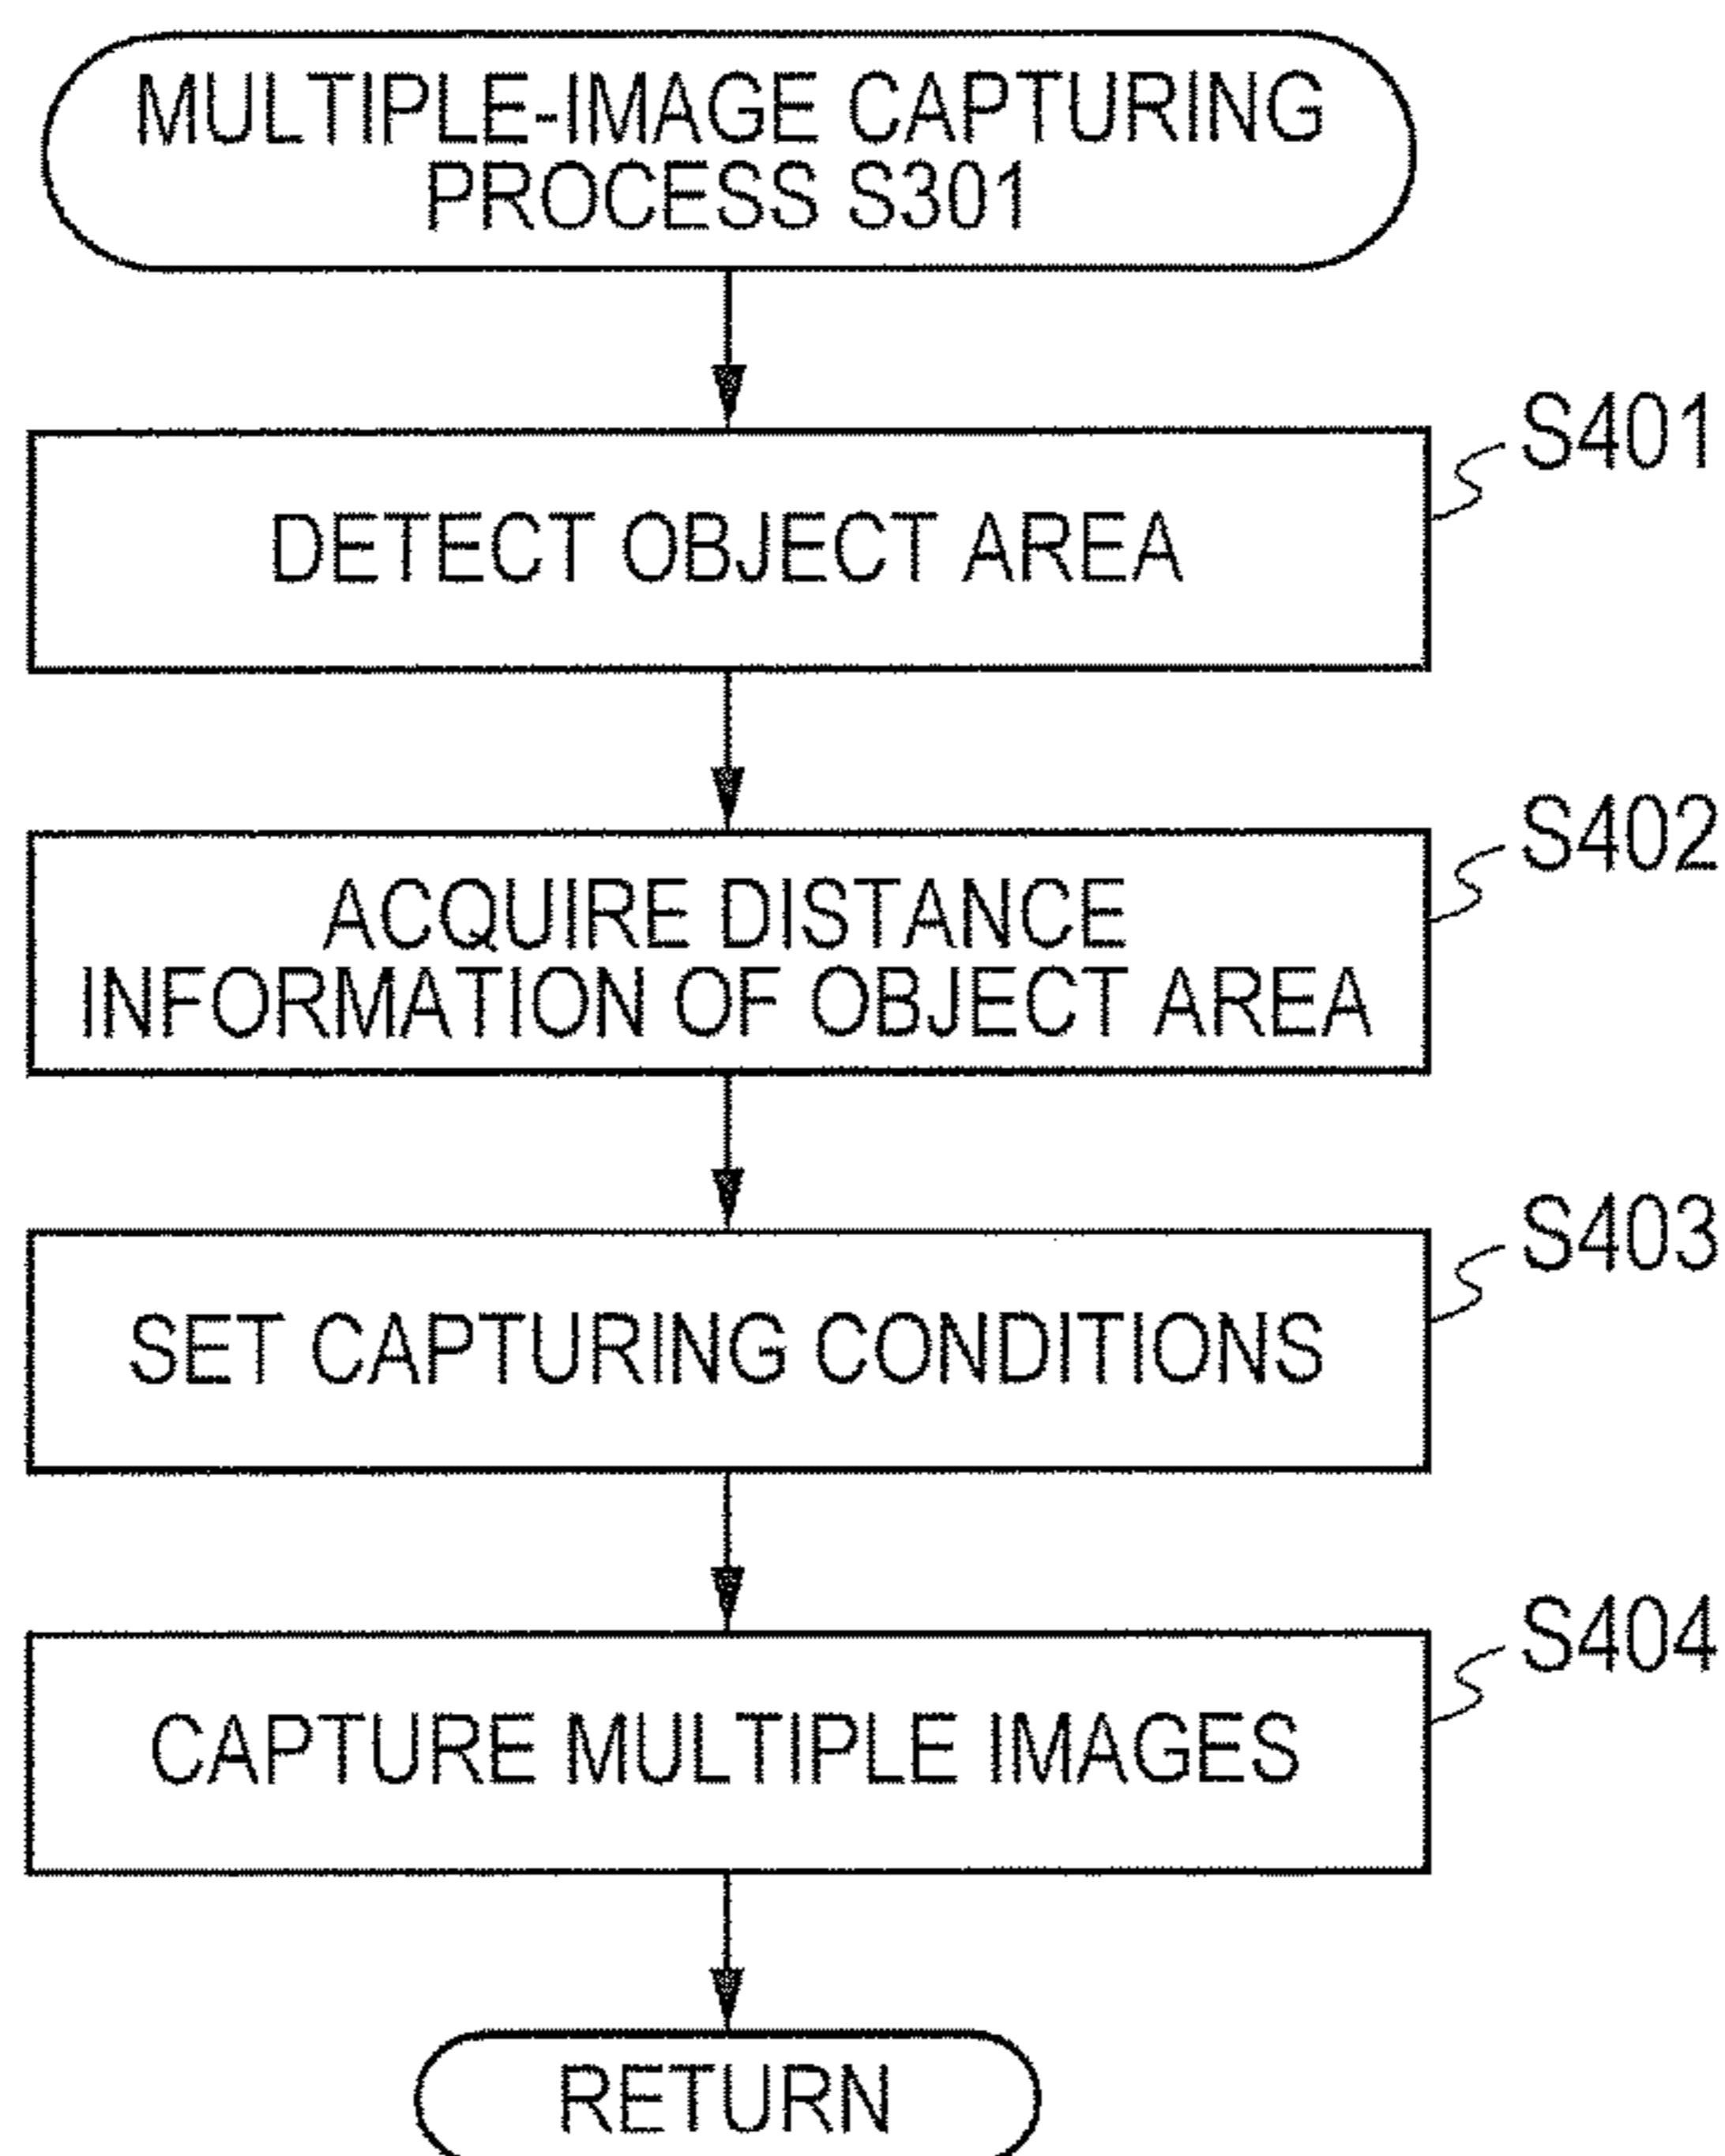 MULTIPLE-IMAGE CAPTURING
PROCESS S301
S401
DETECT OBJECT AREA
S402
ACQUIRE DISTANCE
INFORMATION OF OBJECT AREA
S403
SET CAPTURING CONDITIONS
S404
CAPTURE MULTIPLE IMAGES
RETURN